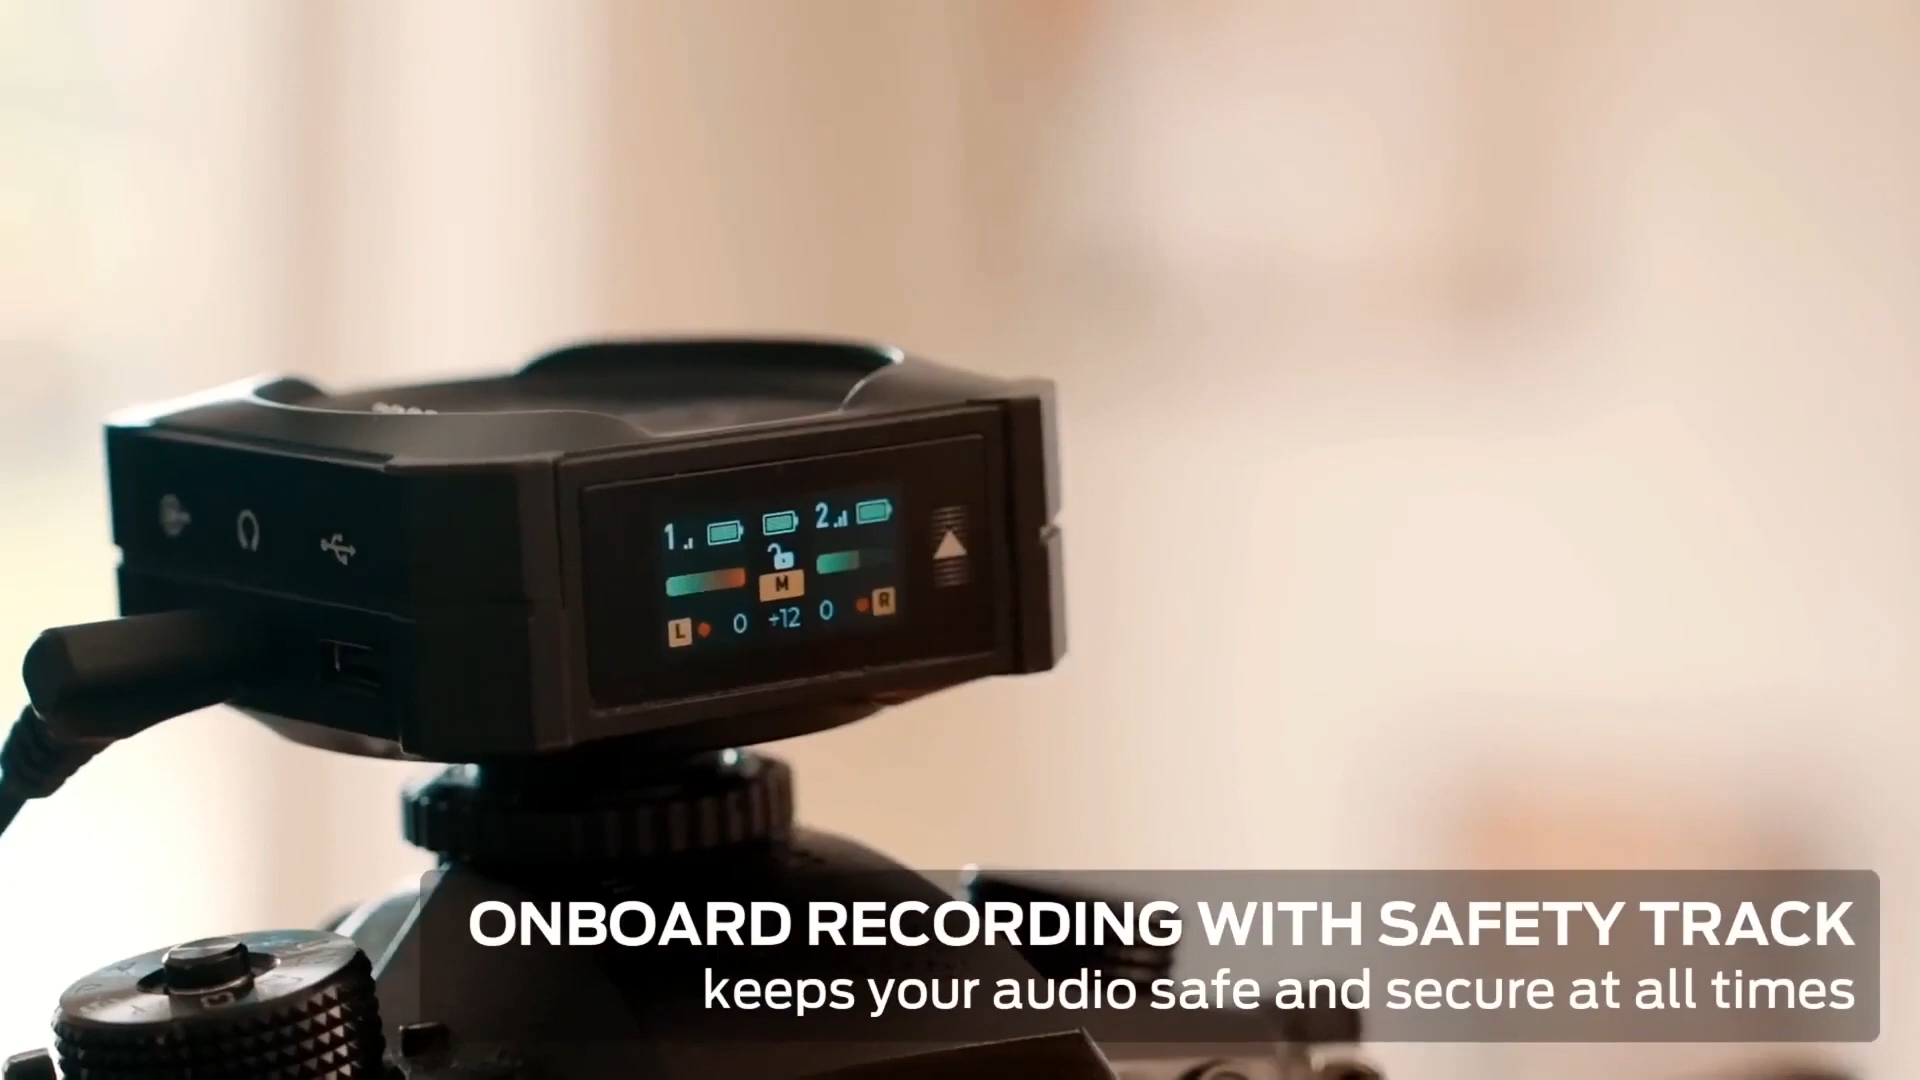 1 2
M
L 0 +12 0 R
ONBOARD RECORDING WITH SAFETY TRACK
keeps your audio safe and secure at all times